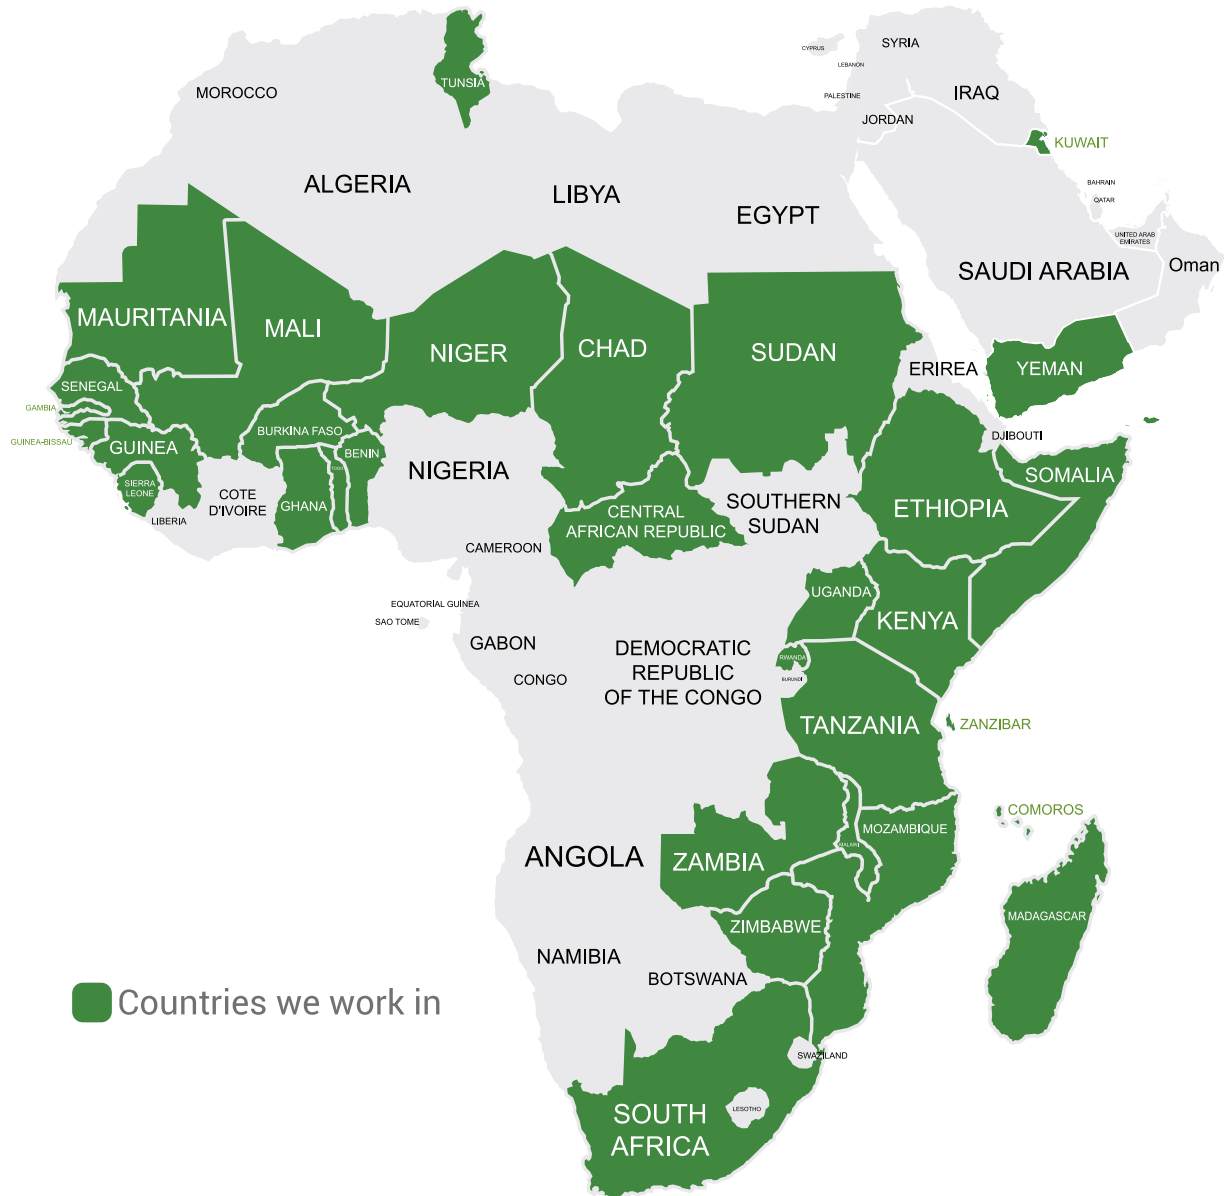 CYPRUS
SYRIA
LEBANON
TUNSIA
MOROCCO
PALESTINE
IRAQ
JORDAN
KUWAIT
ALGERIA
LIBYA
BAHRAIN
QATAR
EGYPT
UNITED ARAB
EMIRATES
SAUDI ARABIA
Oman
MAURITANIA
MALI
NIGER
CHAD
SUDAN
ERIREA
YEMAN
SENEGAL
GAMBIA
BURKINA FASO
DJIBOUTI
GUINEA-BISSAU
GUINEA
BENIN
TOGO
NIGERIA
SOMALIA
SIERRA
LEONE
COTE
D'IVOIRE
GHANA
CENTRAL
AFRICAN REPUBLIC
SOUTHERN
SUDAN
ETHIOPIA
LIBERIA
CAMEROON
UGANDA
EQUATORIAL GUINEA
SAO TOME
KENYA
GABON
DEMOCRATIC
REPUBLIC
OF THE CONGO
RWANDA
CONGO
BURUNDI
TANZANIA
ZANZIBAR
COMOROS
MOZAMBIQUE
MALAWI
ANGOLA
ZAMBIA
MADAGASCAR
ZIMBABWE
NAMIBIA
BOTSWANA
Countries we work in
SWAZILAND
LESOTHO
SOUTH
AFRICA